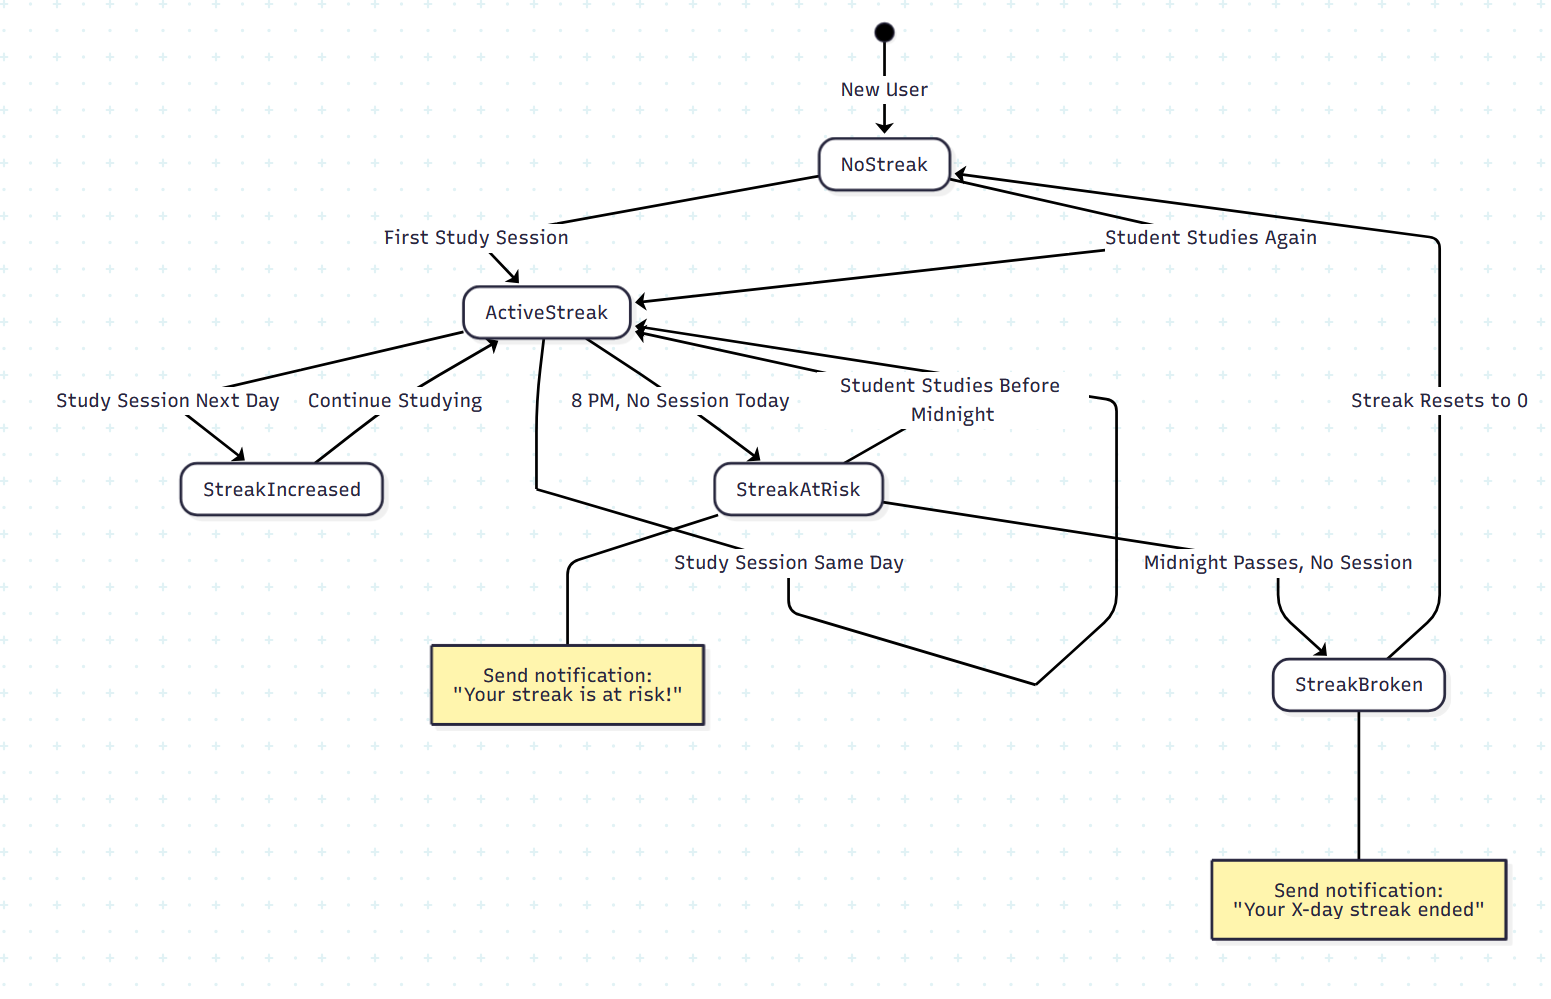 New User
NoStreak
First Study Session
Student Studies Again
ActiveStreak
Study Session Next Day
Continue Studying
8 PM, No Session Today
Student Studies Before
Midnight
Streak Resets to 0
StreakIncreased
StreakAtRisk
Study Session Same Day
Midnight Passes, No Session
Send notification:
"Your streak is at risk!"
StreakBroken
Send notification:
"Your X-day streak ended"